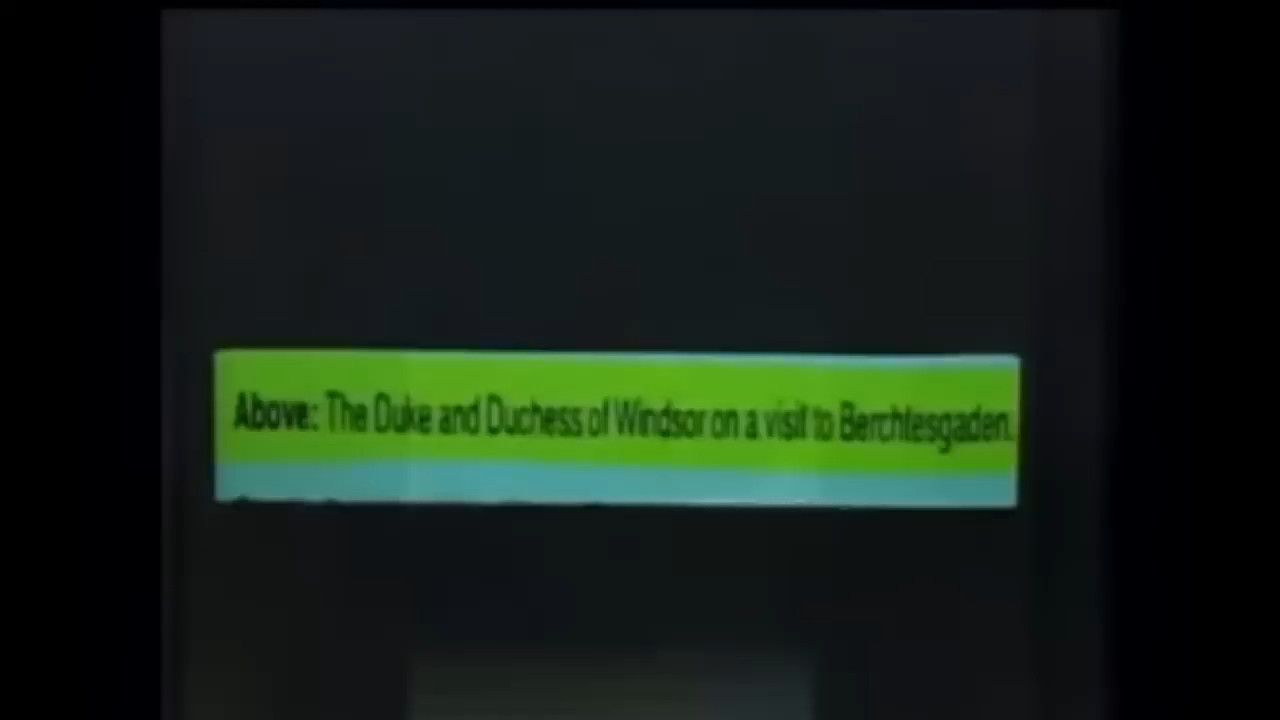 Above: The Duke and Duchess of Windsor on a visit to Berchtesgaden.